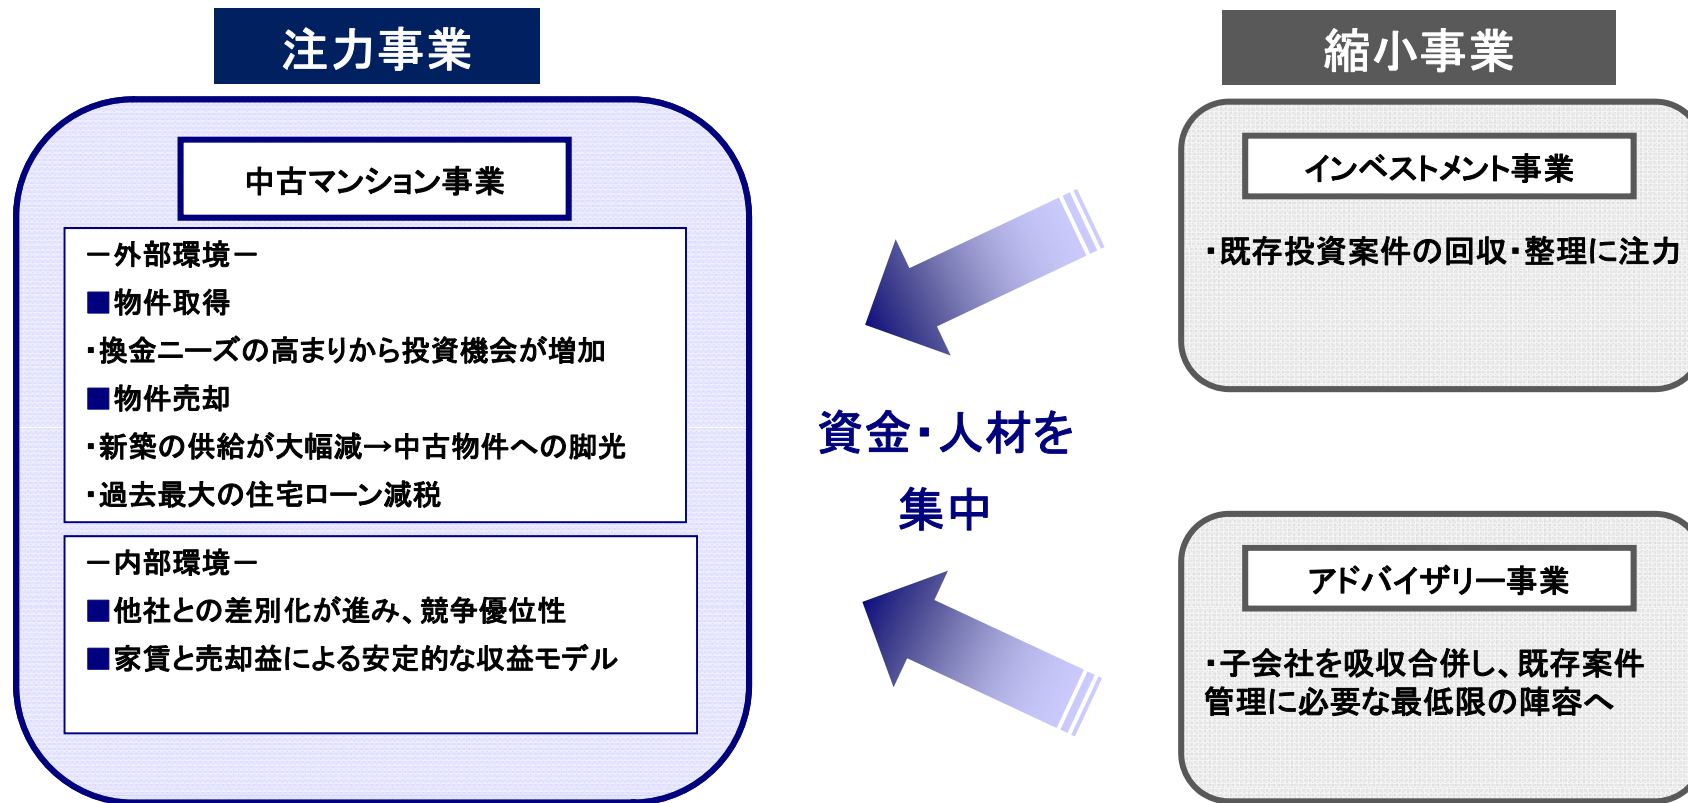 注力事業
中古マンション事業
－外部環境－
■物件取得
・換金ニーズの高まりから投資機会が増加
■物件売却
・新築の供給が大幅減→中古物件への脚光
・過去最大の住宅ローン減税
－内部環境－
■他社との差別化が進み、競争優位性
■家賃と売却益による安定的な収益モデル
資金・人材を
集中
縮小事業
インベストメント事業
・既存投資案件の回収・整理に注力
アドバイザリー事業
・子会社を吸収合併し、既存案件
管理に必要な最低限の陣容へ